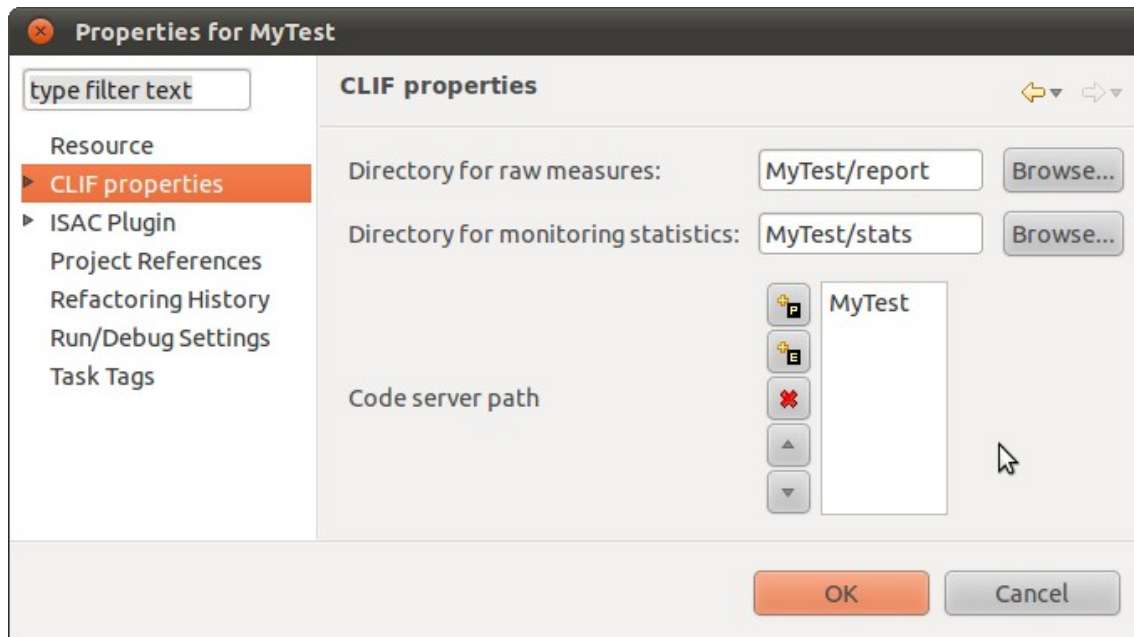 Properties for MyTest
type filter text
Resource
CLIF properties
ISAC Plugin
Project References
Refactoring History
Run/Debug Settings
Task Tags
CLIF properties
Directory for raw measures: MyTest/report Browse...
Directory for monitoring statistics: MyTest/stats Browse...
Code server path
P
E
MyTest
OK Cancel